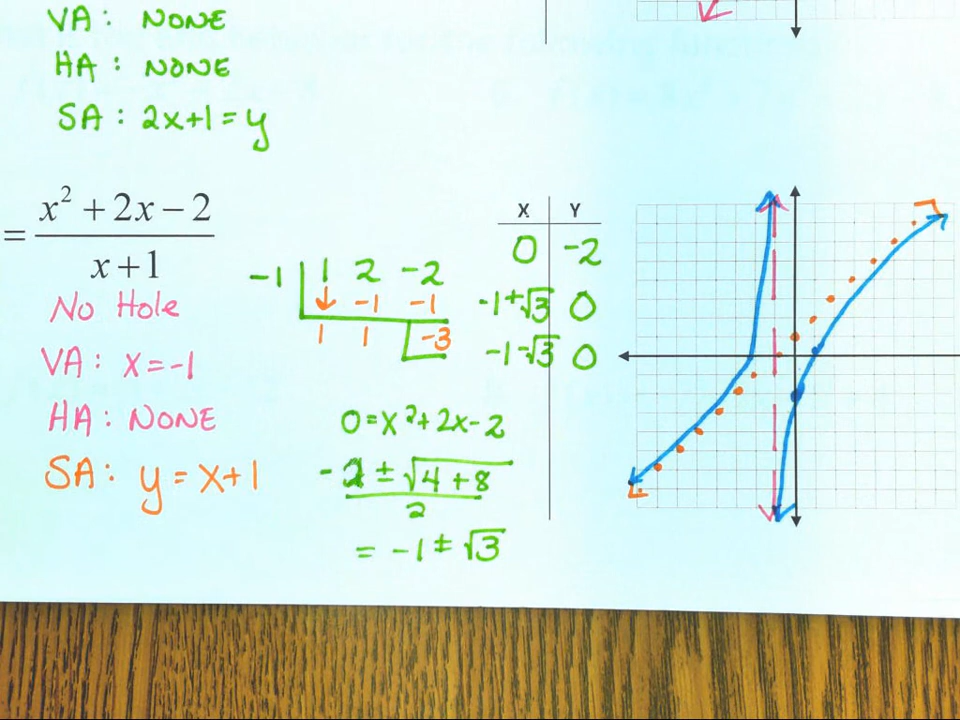 VA: NONE
HA: NONE
SA: 2x+1=y
= x² + 2x − 2
x + 1
No Hole
VA: x=-1
HA: NONE
SA: y = x+1
-1 | 1 2 -2
↓ -1 -1
1 1 -3
0=x²+2x-2
-2 ± √4+8
2
= -1 ± √3
X Y
0 -2
-1+√3 0
-1-√3 0